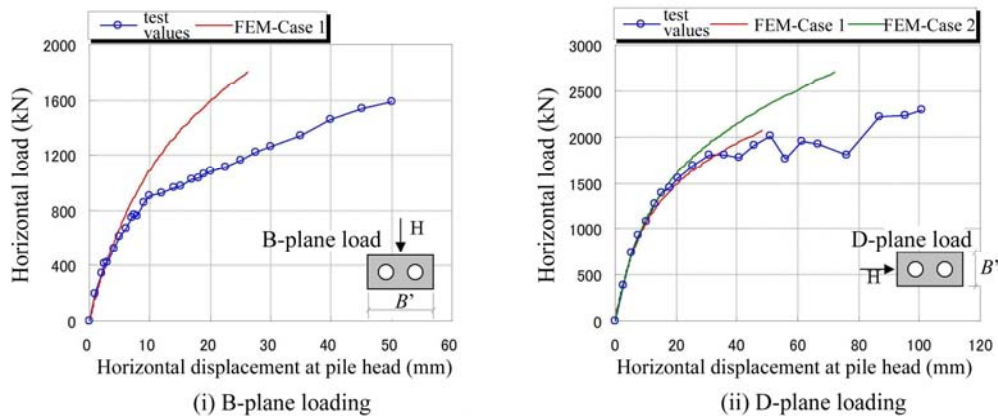 test values FEM-Case 1
2000
1600
1200
800
400
0
Horizontal load (kN)
B-plane load
H
B'
0 10 20 30 40 50 60
Horizontal displacement at pile head (mm)
(i) B-plane loading
test values FEM-Case 1 FEM-Case 2
3000
2500
2000
1500
1000
500
0
Horizontal load (kN)
D-plane load
H
B'
0 20 40 60 80 100 120
Horizontal displacement at pile head (mm)
(ii) D-plane loading